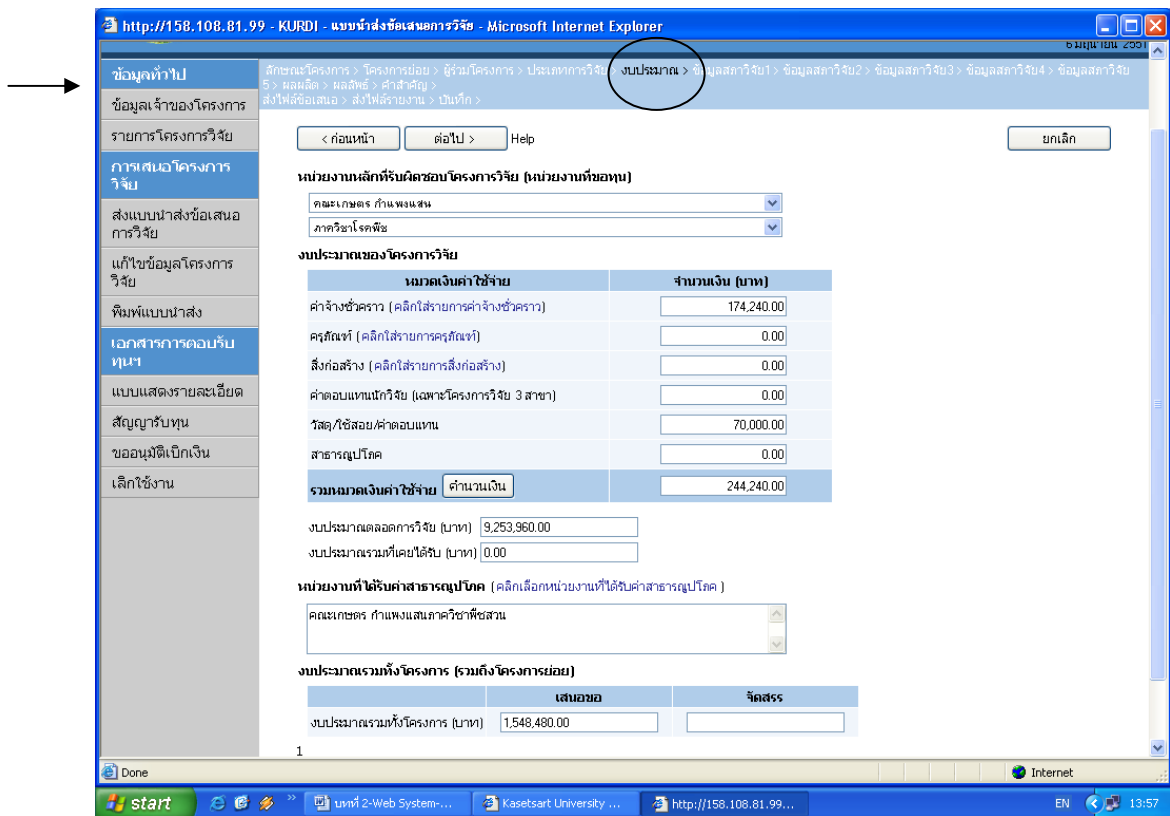 http://158.108.81.99 - KURDI - แบบนำส่งข้อเสนอการวิจัย - Microsoft Internet Explorer
6 มิถุนายน 2551
ลักษณะโครงการ > โครงการย่อย > ผู้ร่วมโครงการ > ประเภทการวิจัย > งบประมาณ > ข้อมูลสภาวิจัย1 > ข้อมูลสภาวิจัย2 > ข้อมูลสภาวิจัย3 > ข้อมูลสภาวิจัย4 > ข้อมูลสภาวิจัย
5 > ผลผลิต > ผลลัพธ์ > คำสำคัญ >
ส่งไฟล์ข้อเสนอ > ส่งไฟล์รายงาน > บันทึก >
ข้อมูลทั่วไป
ข้อมูลเจ้าของโครงการ
รายการโครงการวิจัย
การเสนอโครงการ
วิจัย
ส่งแบบนำส่งข้อเสนอ
การวิจัย
แก้ไขข้อมูลโครงการ
วิจัย
พิมพ์แบบนำส่ง
เอกสารการตอบรับ
ทุนฯ
แบบแสดงรายละเอียด
สัญญารับทุน
ขออนุมัติเบิกเงิน
เลิกใช้งาน
< ก่อนหน้า ต่อไป > Help ยกเลิก
หน่วยงานหลักที่รับผิดชอบโครงการวิจัย (หน่วยงานที่ขอทุน)
คณะเกษตร กำแพงแสน
ภาควิชาโรคพืช
งบประมาณของโครงการวิจัย
หมวดเงินค่าใช้จ่าย จำนวนเงิน (บาท)
ค่าจ้างชั่วคราว (คลิกใส่รายการค่าจ้างชั่วคราว) 174,240.00
ครุภัณฑ์ (คลิกใส่รายการครุภัณฑ์) 0.00
สิ่งก่อสร้าง (คลิกใส่รายการสิ่งก่อสร้าง) 0.00
ค่าตอบแทนนักวิจัย (เฉพาะโครงการวิจัย 3 สาขา) 0.00
วัสดุ/ใช้สอย/ค่าตอบแทน 70,000.00
สาธารณูปโภค 0.00
รวมหมวดเงินค่าใช้จ่าย คำนวนเงิน 244,240.00
งบประมาณตลอดการวิจัย (บาท) 9,253,960.00
งบประมาณรวมที่เคยได้รับ (บาท) 0.00
หน่วยงานที่ได้รับค่าสาธารณูปโภค (คลิกเลือกหน่วยงานที่ได้รับค่าสาธารณูปโภค )
คณะเกษตร กำแพงแสนภาควิชาพืชสวน
งบประมาณรวมทั้งโครงการ (รวมถึงโครงการย่อย)
เสนอขอ จัดสรร
งบประมาณรวมทั้งโครงการ (บาท) 1,548,480.00
1
Done Internet
start บทที่ 2-Web System-... Kasetsart University ... http://158.108.81.99... EN 13:57